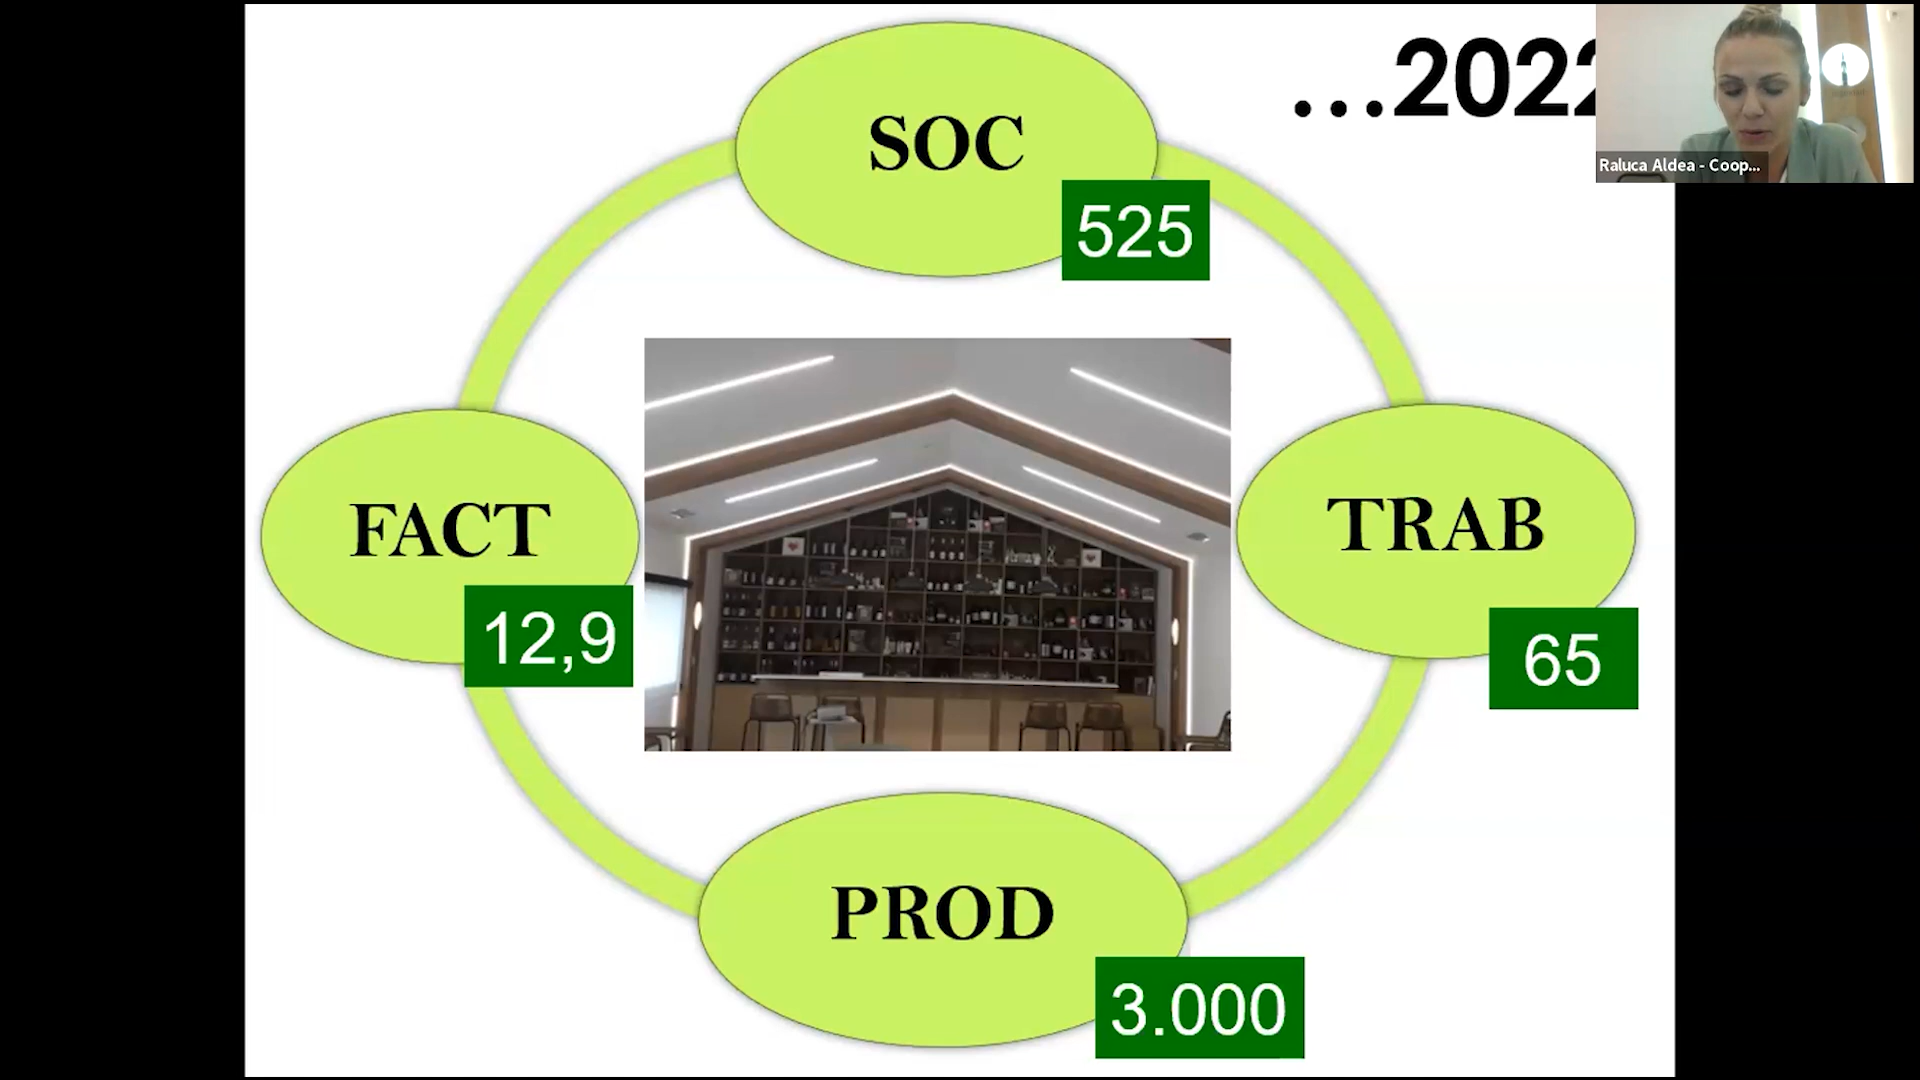 ...2022
Raluca Aldea - Coop...
SOC
525
FACT
12,9
TRAB
65
PROD
3.000